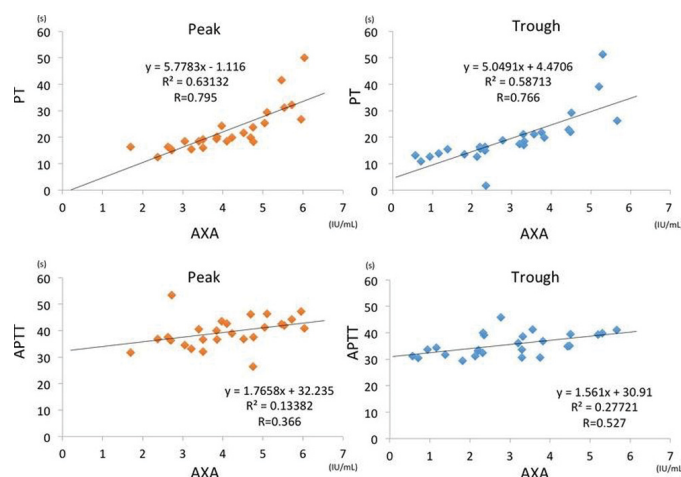 (s)
Peak
60
50
40
30
20
10
0
PT
y = 5.7783x - 1.116
R² = 0.63132
R=0.795
0 1 2 3 4 5 6 7
AXA
(IU/mL)
(s)
Trough
60
50
40
30
20
10
0
PT
y = 5.0491x + 4.4706
R² = 0.58713
R=0.766
0 1 2 3 4 5 6 7
AXA
(IU/mL)
(s)
Peak
60
50
40
30
20
10
0
APTT
y = 1.7658x + 32.235
R² = 0.13382
R=0.366
0 1 2 3 4 5 6 7
AXA
(IU/mL)
(s)
Trough
60
50
40
30
20
10
0
APTT
y = 1.561x + 30.91
R² = 0.27721
R=0.527
0 1 2 3 4 5 6 7
AXA
(IU/mL)